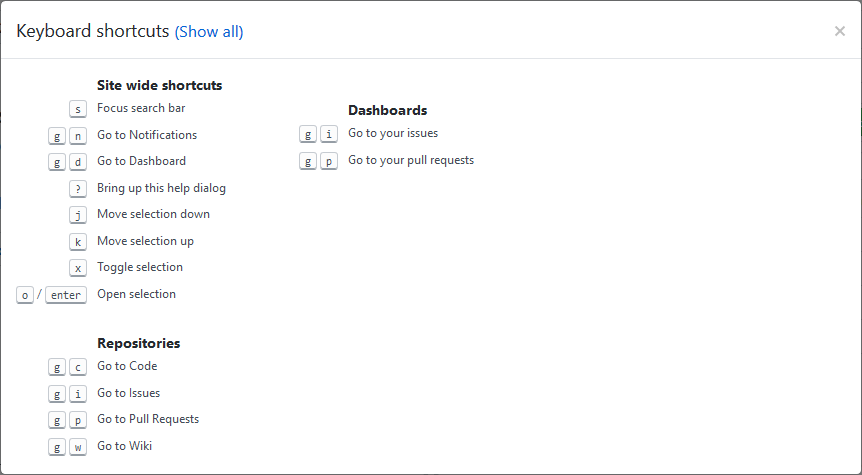 Keyboard shortcuts (Show all) ×
Site wide shortcuts
s Focus search bar
g n Go to Notifications
g d Go to Dashboard
? Bring up this help dialog
j Move selection down
k Move selection up
x Toggle selection
o / enter Open selection
Repositories
g c Go to Code
g i Go to Issues
g p Go to Pull Requests
g w Go to Wiki
Dashboards
g i Go to your issues
g p Go to your pull requests